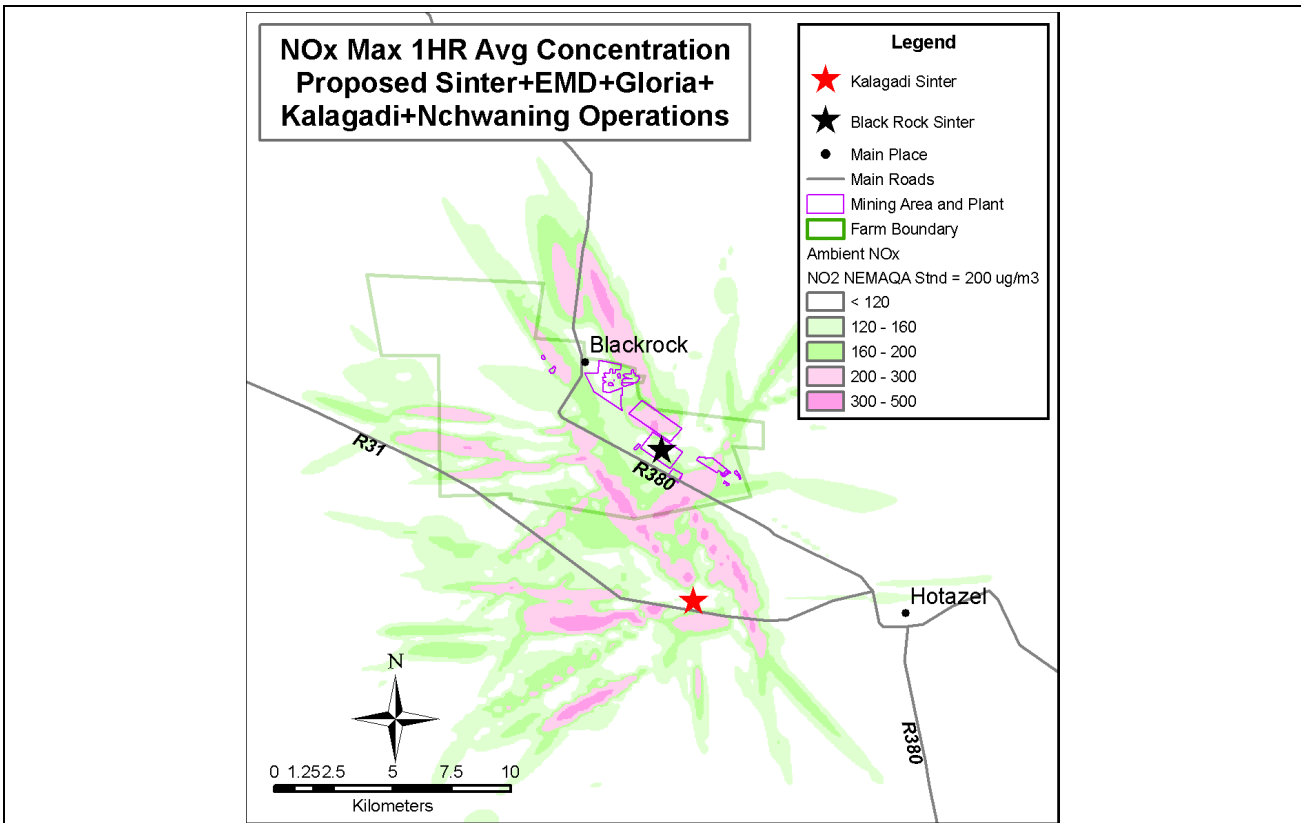 NOx Max 1HR Avg Concentration
Proposed Sinter+EMD+Gloria+
Kalagadi+Nchwaning Operations
Legend
Kalagadi Sinter
Black Rock Sinter
Main Place
Main Roads
Mining Area and Plant
Farm Boundary
Ambient NOx
NO2 NEMAQA Stnd = 200 ug/m3
< 120
120 - 160
160 - 200
200 - 300
300 - 500
Blackrock
R31
R380
Hotazel
R380
N
0 1.252.5 5 7.5 10
Kilometers